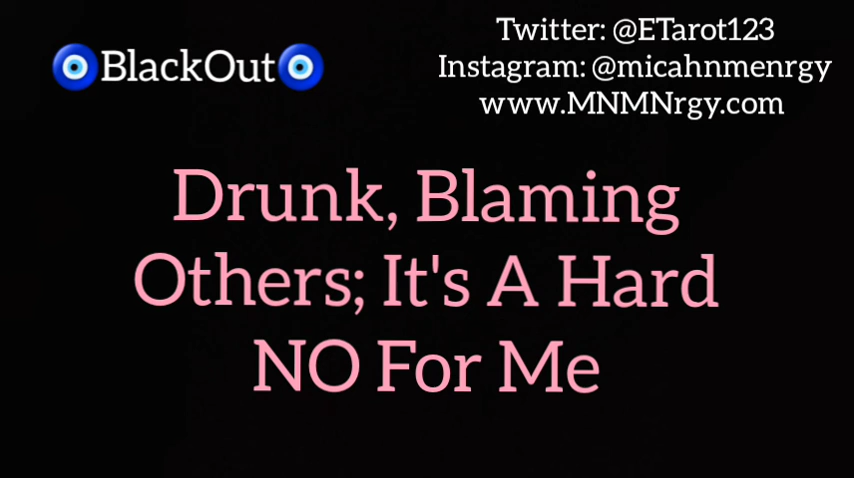 🧿BlackOut🧿
Twitter: @ETarot123
Instagram: @micahnmenrgy
www.MNMNrgy.com
Drunk, Blaming
Others; It's A Hard
NO For Me